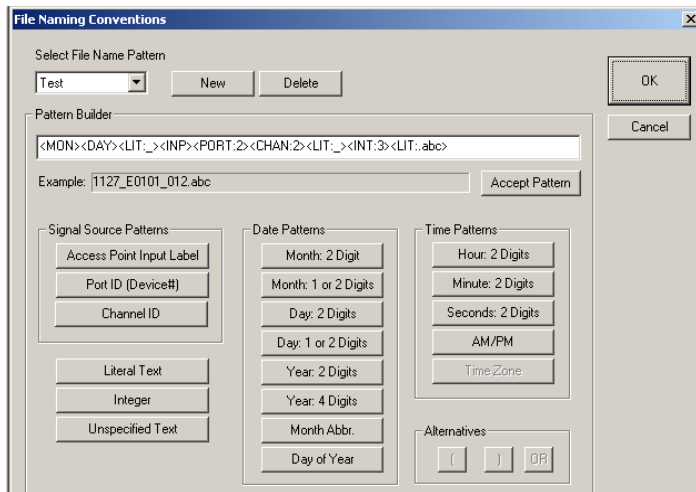 File Naming Conventions
Select File Name Pattern
Test
New
Delete
OK
Cancel
Pattern Builder
<MON><DAY><LIT:_><INP><PORT:2><CHAN:2><LIT:_><INT:3><LIT:.abc>
Example: 1127_E0101_012.abc
Accept Pattern
Signal Source Patterns
Access Point Input Label
Port ID (Device#)
Channel ID
Literal Text
Integer
Unspecified Text
Date Patterns
Month: 2 Digit
Month: 1 or 2 Digits
Day: 2 Digits
Day: 1 or 2 Digits
Year: 2 Digits
Year: 4 Digits
Month Abbr.
Day of Year
Time Patterns
Hour: 2 Digits
Minute: 2 Digits
Seconds: 2 Digits
AM/PM
Time Zone
Alternatives
(
)
OR